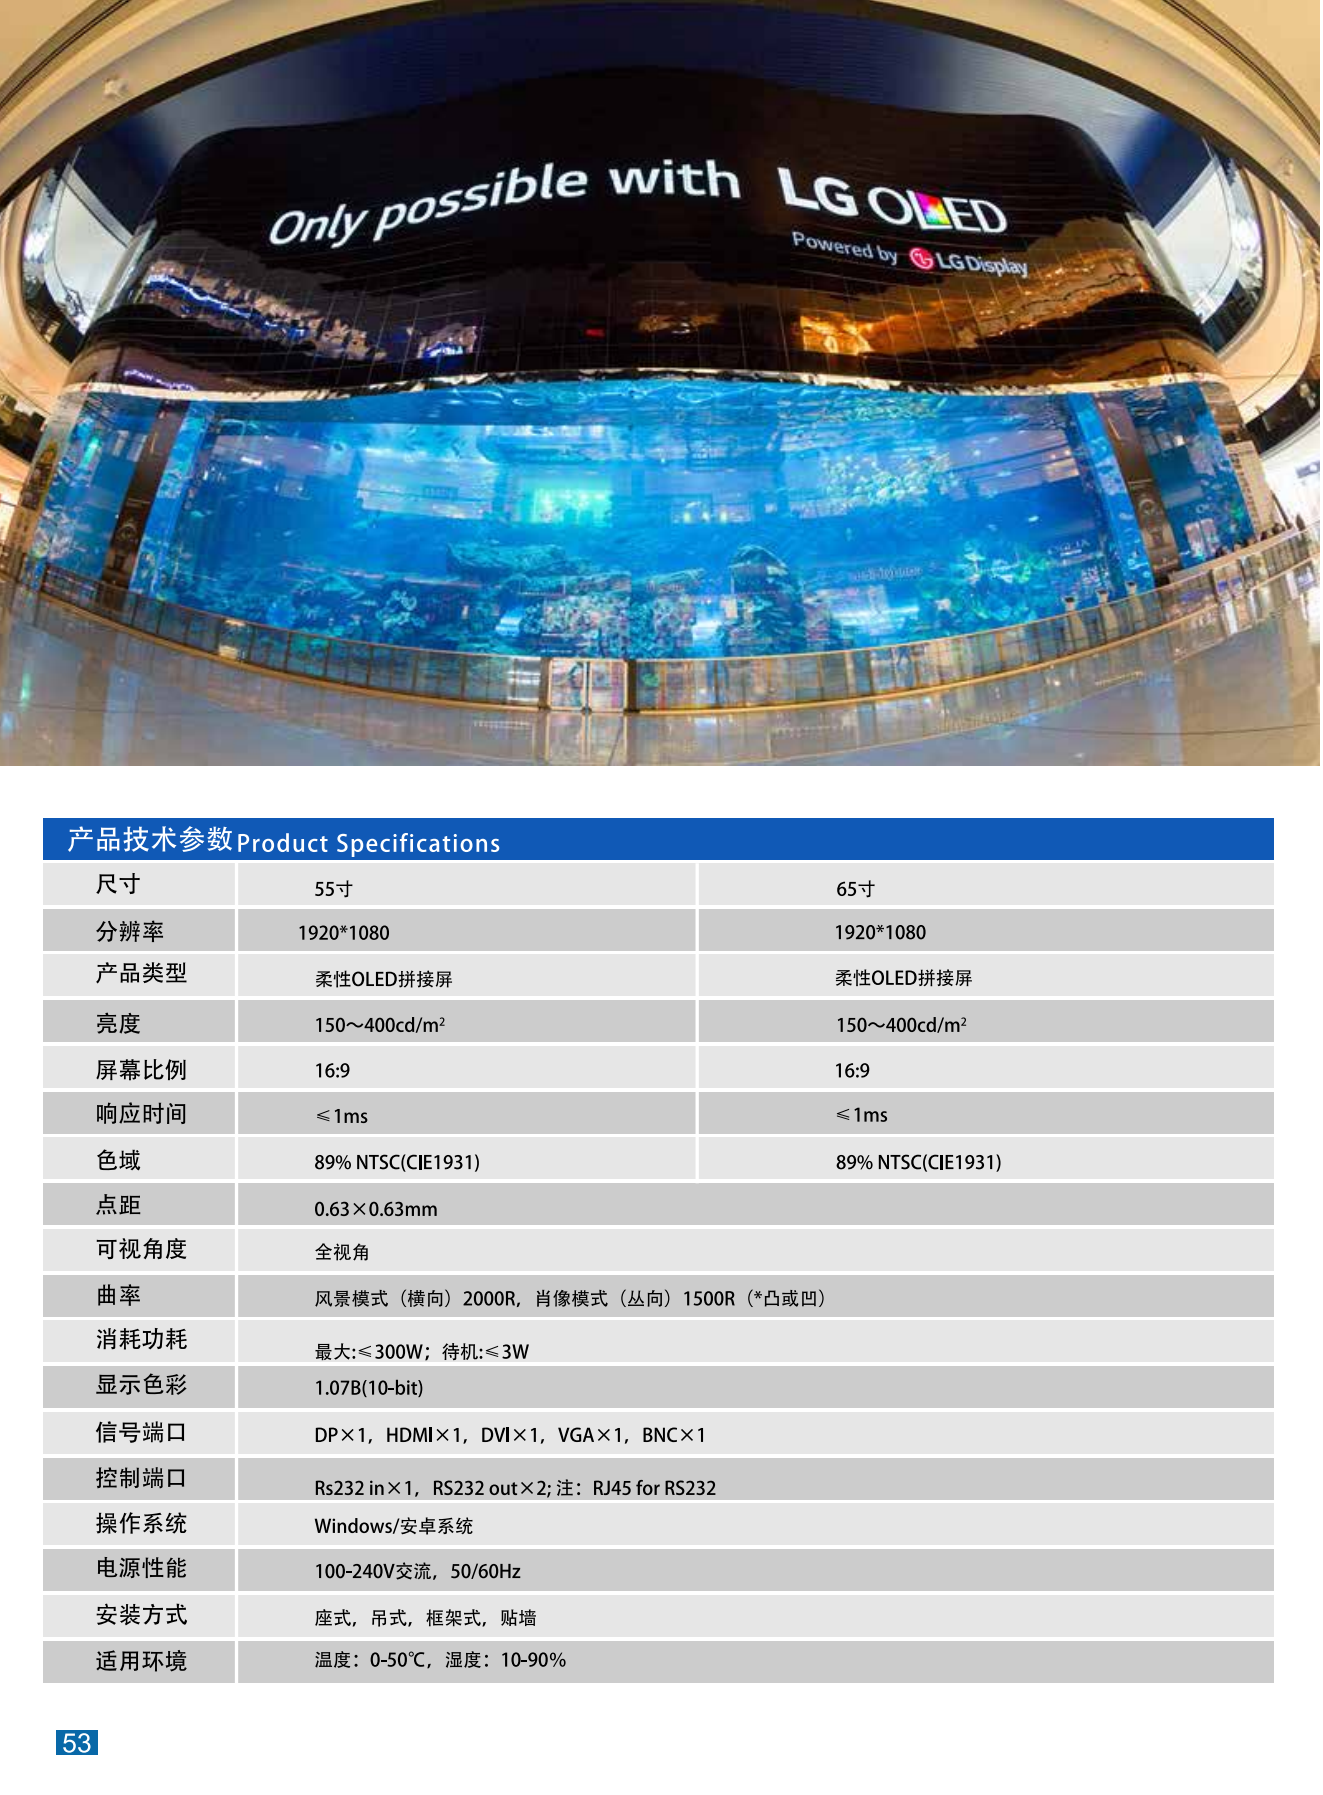 Only possible with LG OLED
Powered by LG Display
产品技术参数Product Specifications
尺寸 55寸 65寸
分辨率 1920*1080 1920*1080
产品类型 柔性OLED拼接屏 柔性OLED拼接屏
亮度 150～400cd/m² 150～400cd/m²
屏幕比例 16:9 16:9
响应时间 ≤1ms ≤1ms
色域 89% NTSC(CIE1931) 89% NTSC(CIE1931)
点距 0.63×0.63mm
可视角度 全视角
曲率 风景模式（横向）2000R，肖像模式（丛向）1500R（*凸或凹）
消耗功耗 最大:≤300W；待机:≤3W
显示色彩 1.07B(10-bit)
信号端口 DP×1，HDMI×1，DVI×1，VGA×1，BNC×1
控制端口 Rs232 in×1，RS232 out×2; 注：RJ45 for RS232
操作系统 Windows/安卓系统
电源性能 100-240V交流，50/60Hz
安装方式 座式，吊式，框架式，贴墙
适用环境 温度：0-50℃，湿度：10-90%
53